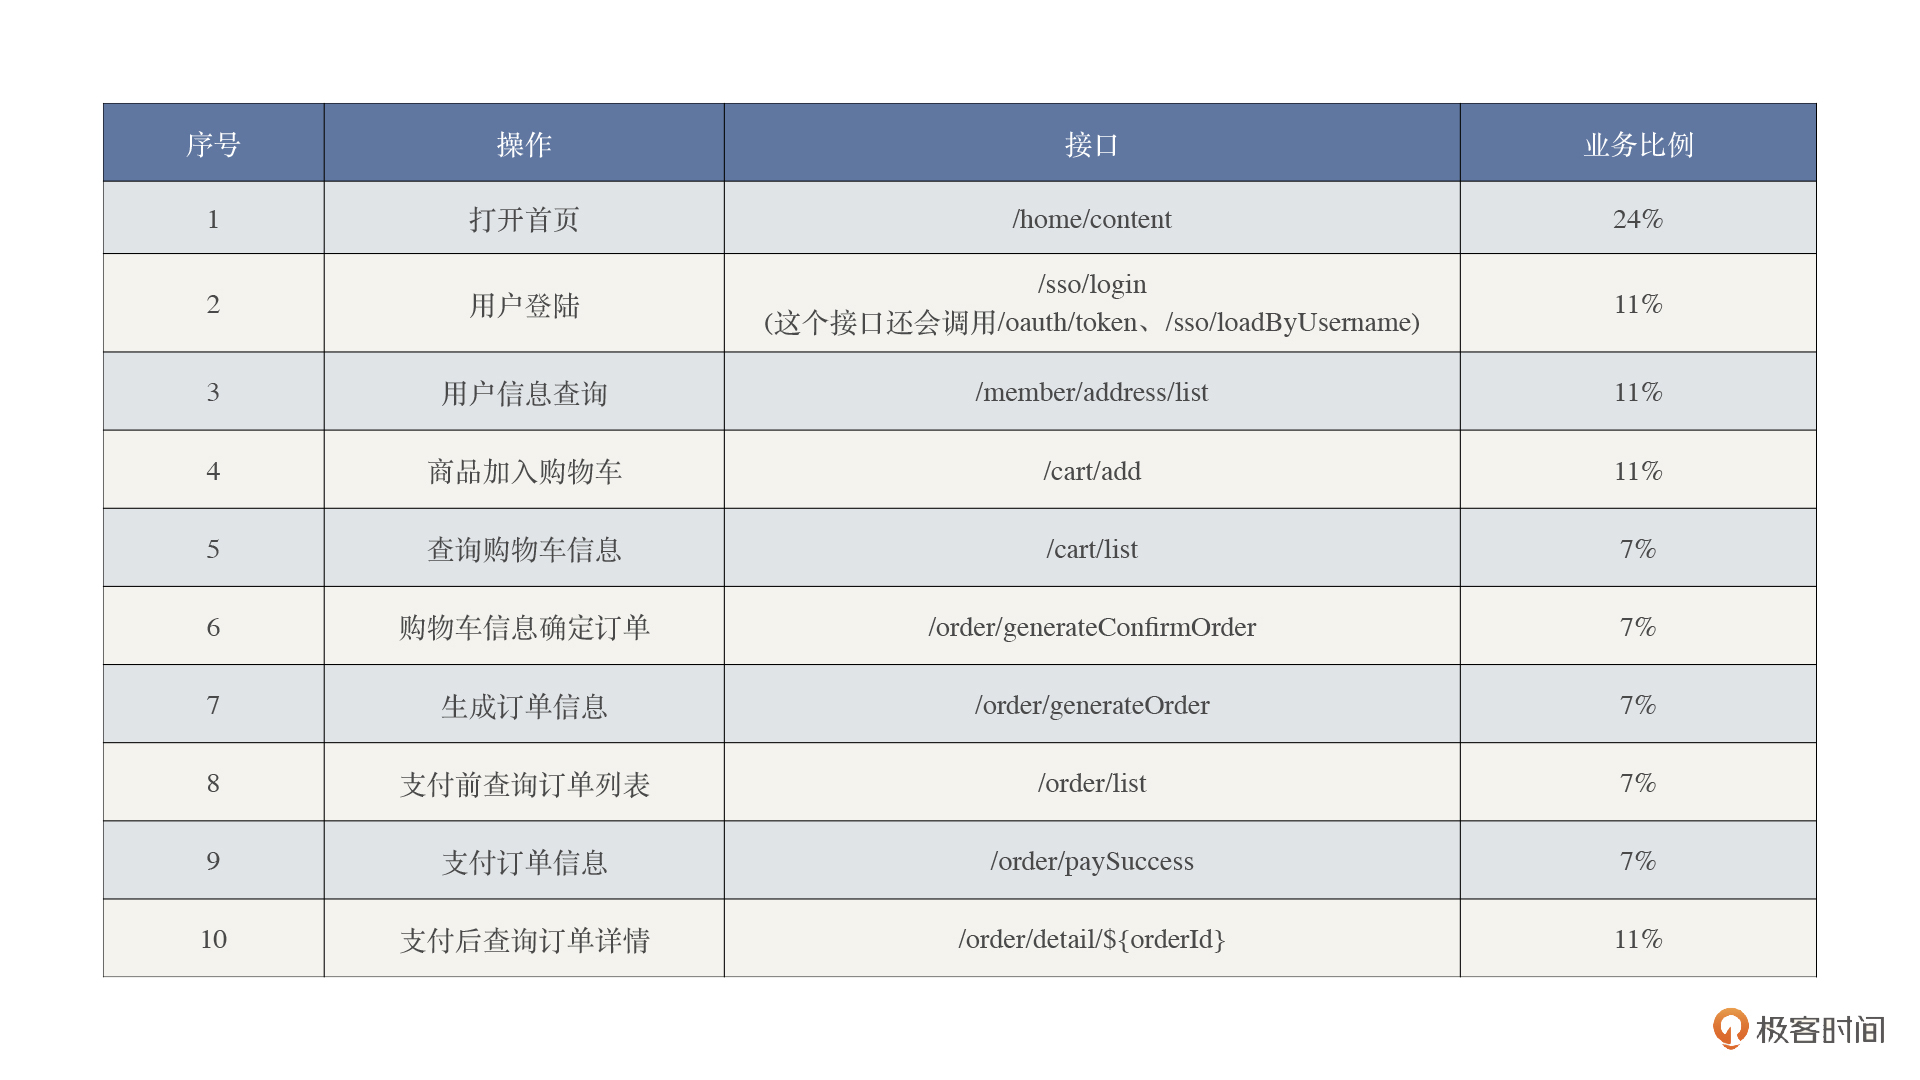 序号 操作 接口 业务比例
1 打开首页 /home/content 24%
2 用户登陆 /sso/login
(这个接口还会调用/oauth/token、/sso/loadByUsername) 11%
3 用户信息查询 /member/address/list 11%
4 商品加入购物车 /cart/add 11%
5 查询购物车信息 /cart/list 7%
6 购物车信息确定订单 /order/generateConfirmOrder 7%
7 生成订单信息 /order/generateOrder 7%
8 支付前查询订单列表 /order/list 7%
9 支付订单信息 /order/paySuccess 7%
10 支付后查询订单详情 /order/detail/${orderId} 11%
极客时间